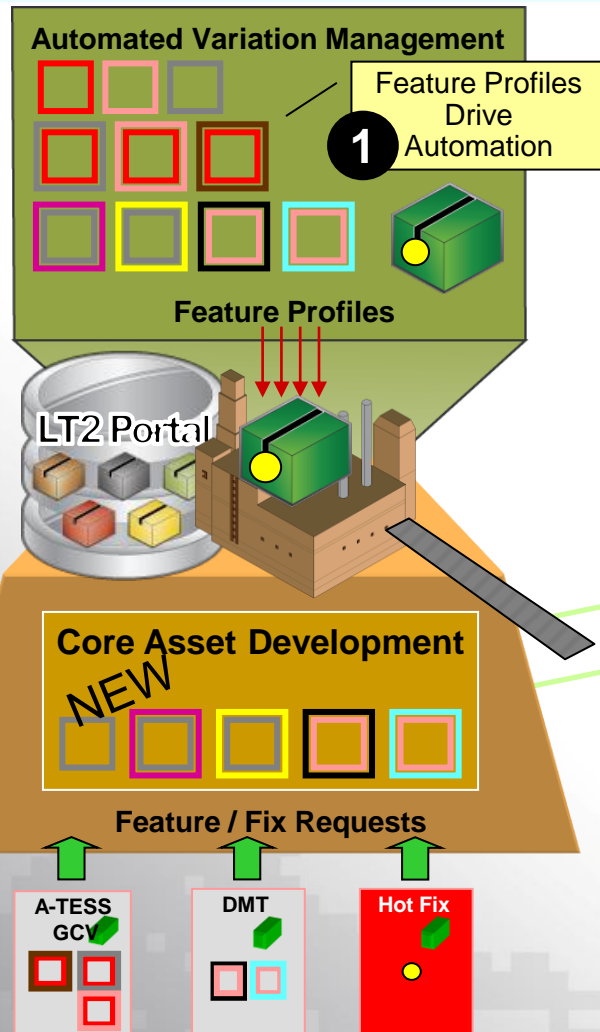 Automated Variation Management
Feature Profiles
Drive
Automation
1
Feature Profiles
LT2 Portal
Core Asset Development
NEW
Feature / Fix Requests
A-TESS
GCV
DMT
Hot Fix